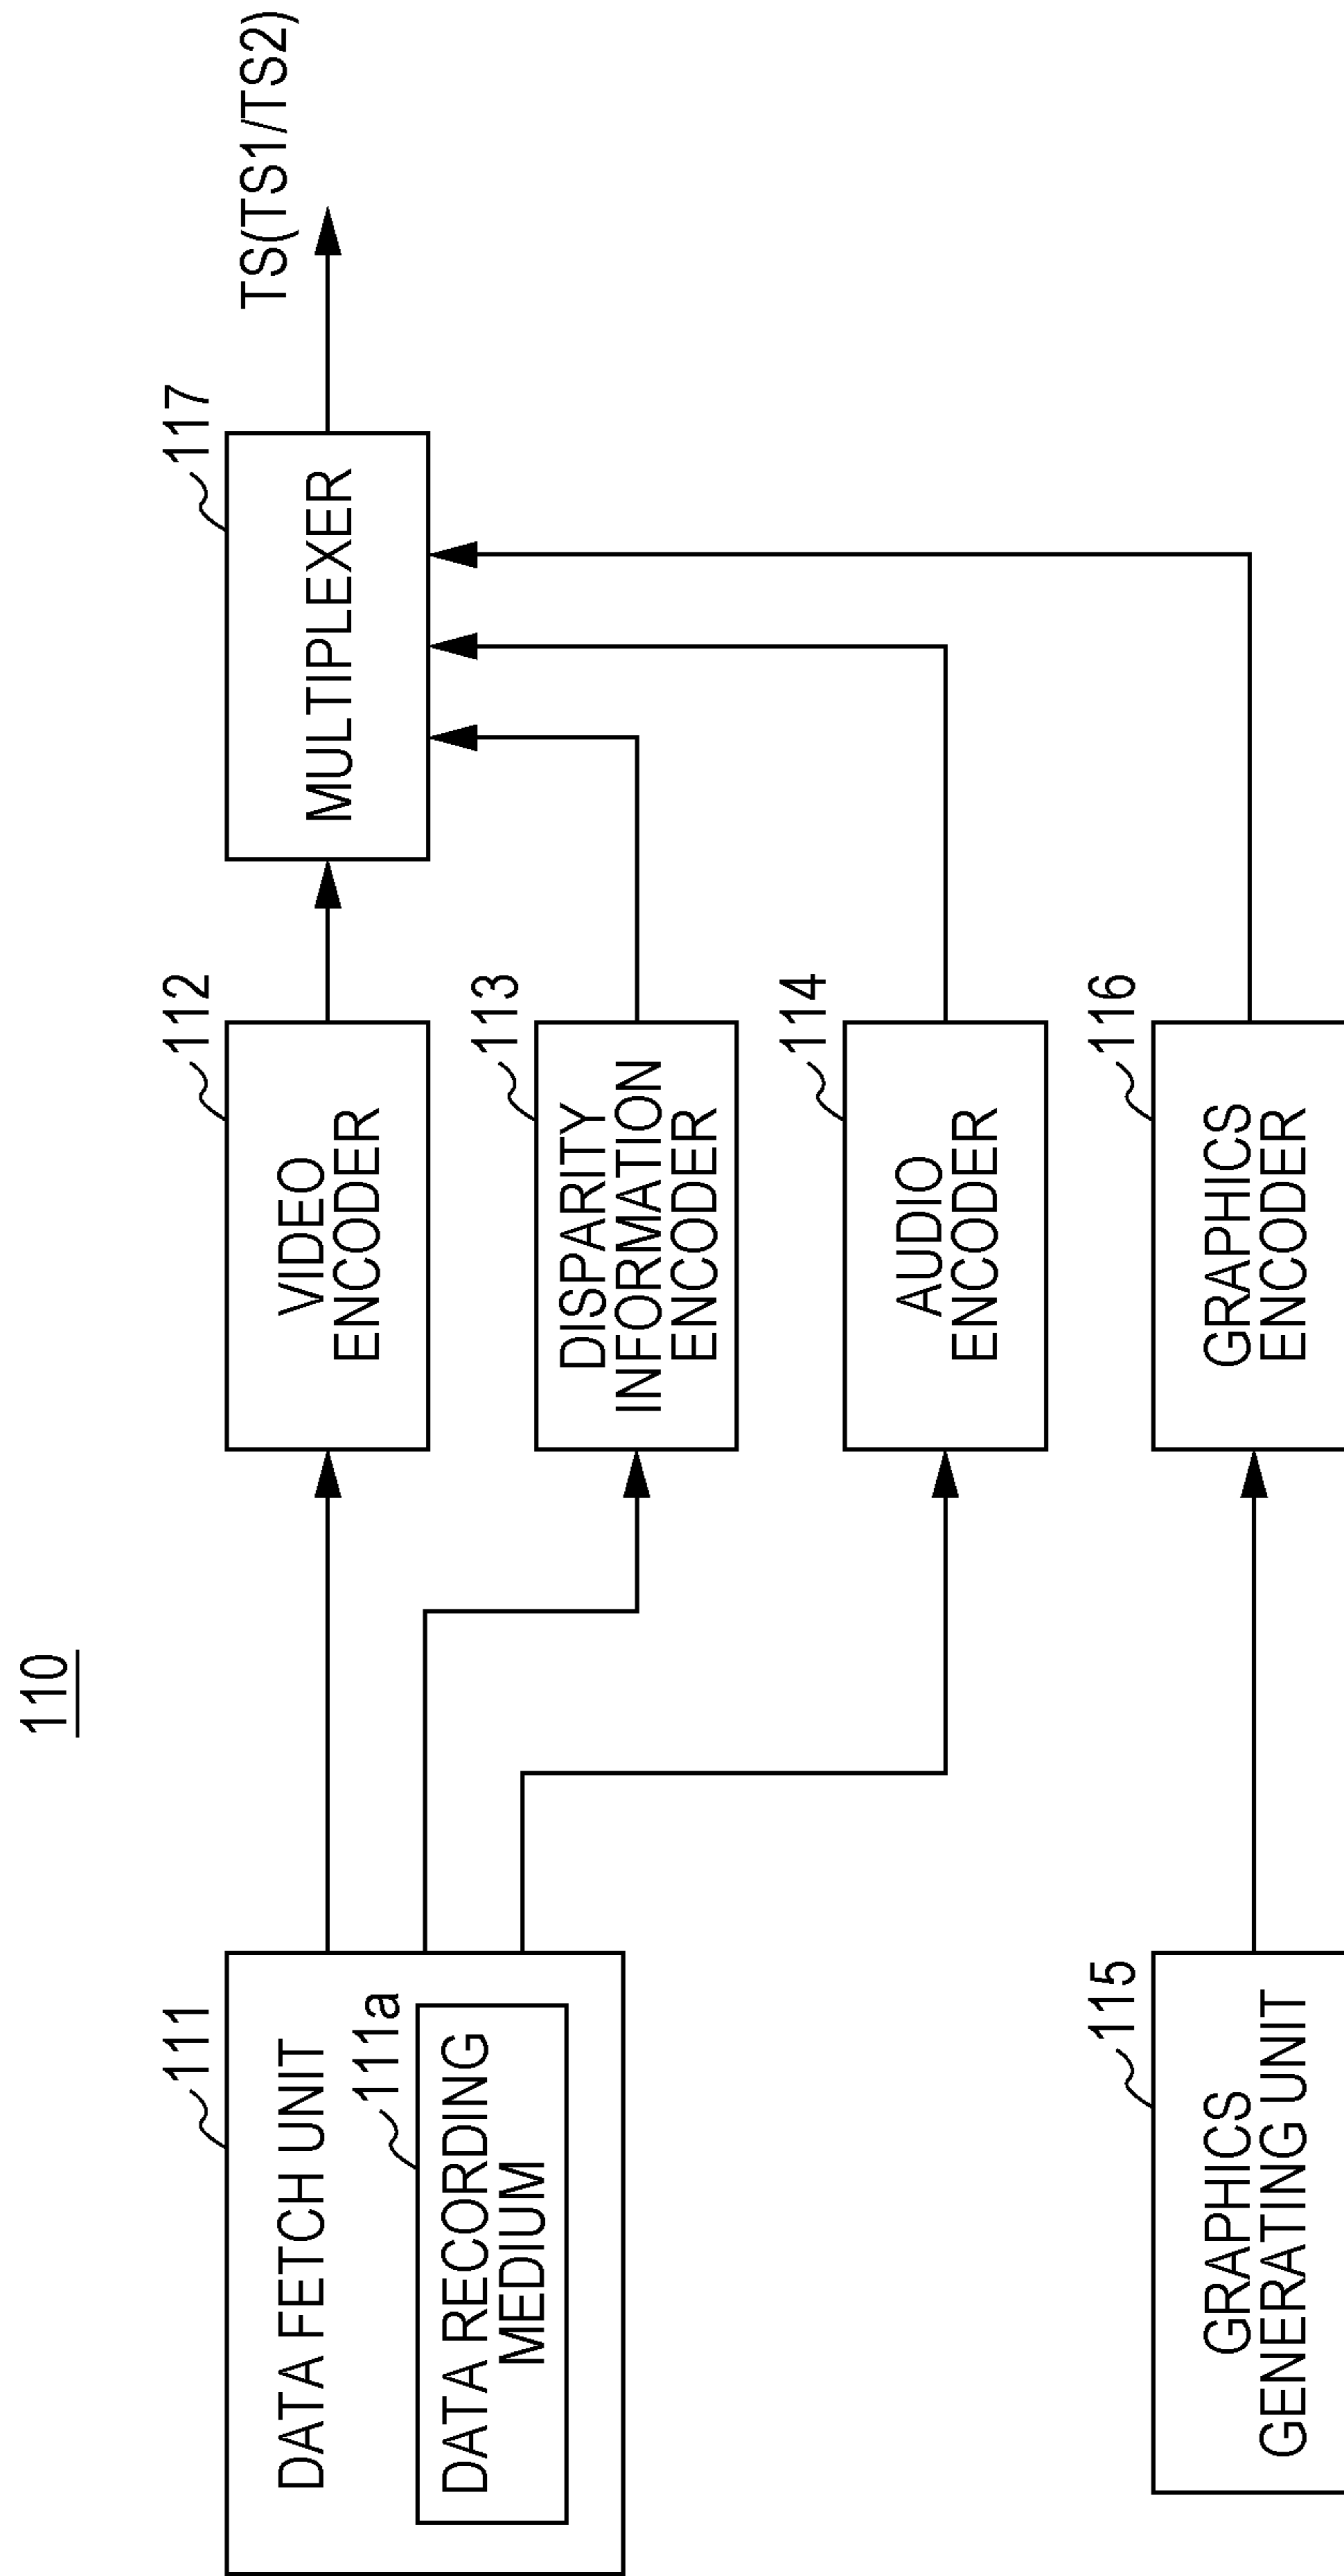 110
111
DATA FETCH UNIT
111a
DATA RECORDING
MEDIUM
112
VIDEO
ENCODER
117
MULTIPLEXER
TS(TS1/TS2)
113
DISPARITY
INFORMATION
ENCODER
114
AUDIO
ENCODER
115
GRAPHICS
GENERATING UNIT
116
GRAPHICS
ENCODER